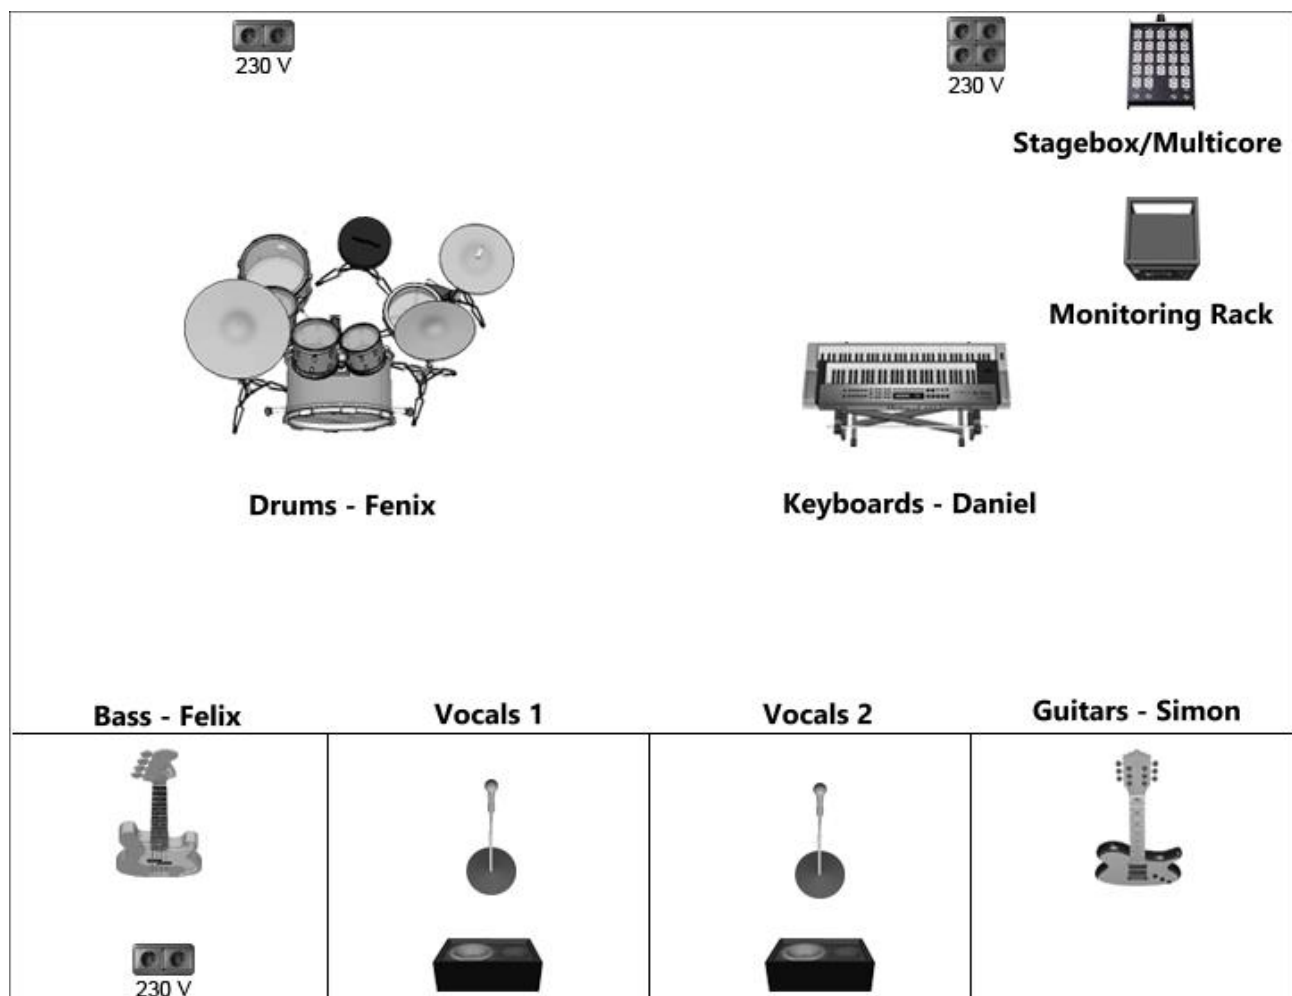 230 V
230 V
Stagebox/Multicore
Monitoring Rack
Drums - Fenix
Keyboards - Daniel
Bass - Felix
Vocals 1
Vocals 2
Guitars - Simon
230 V